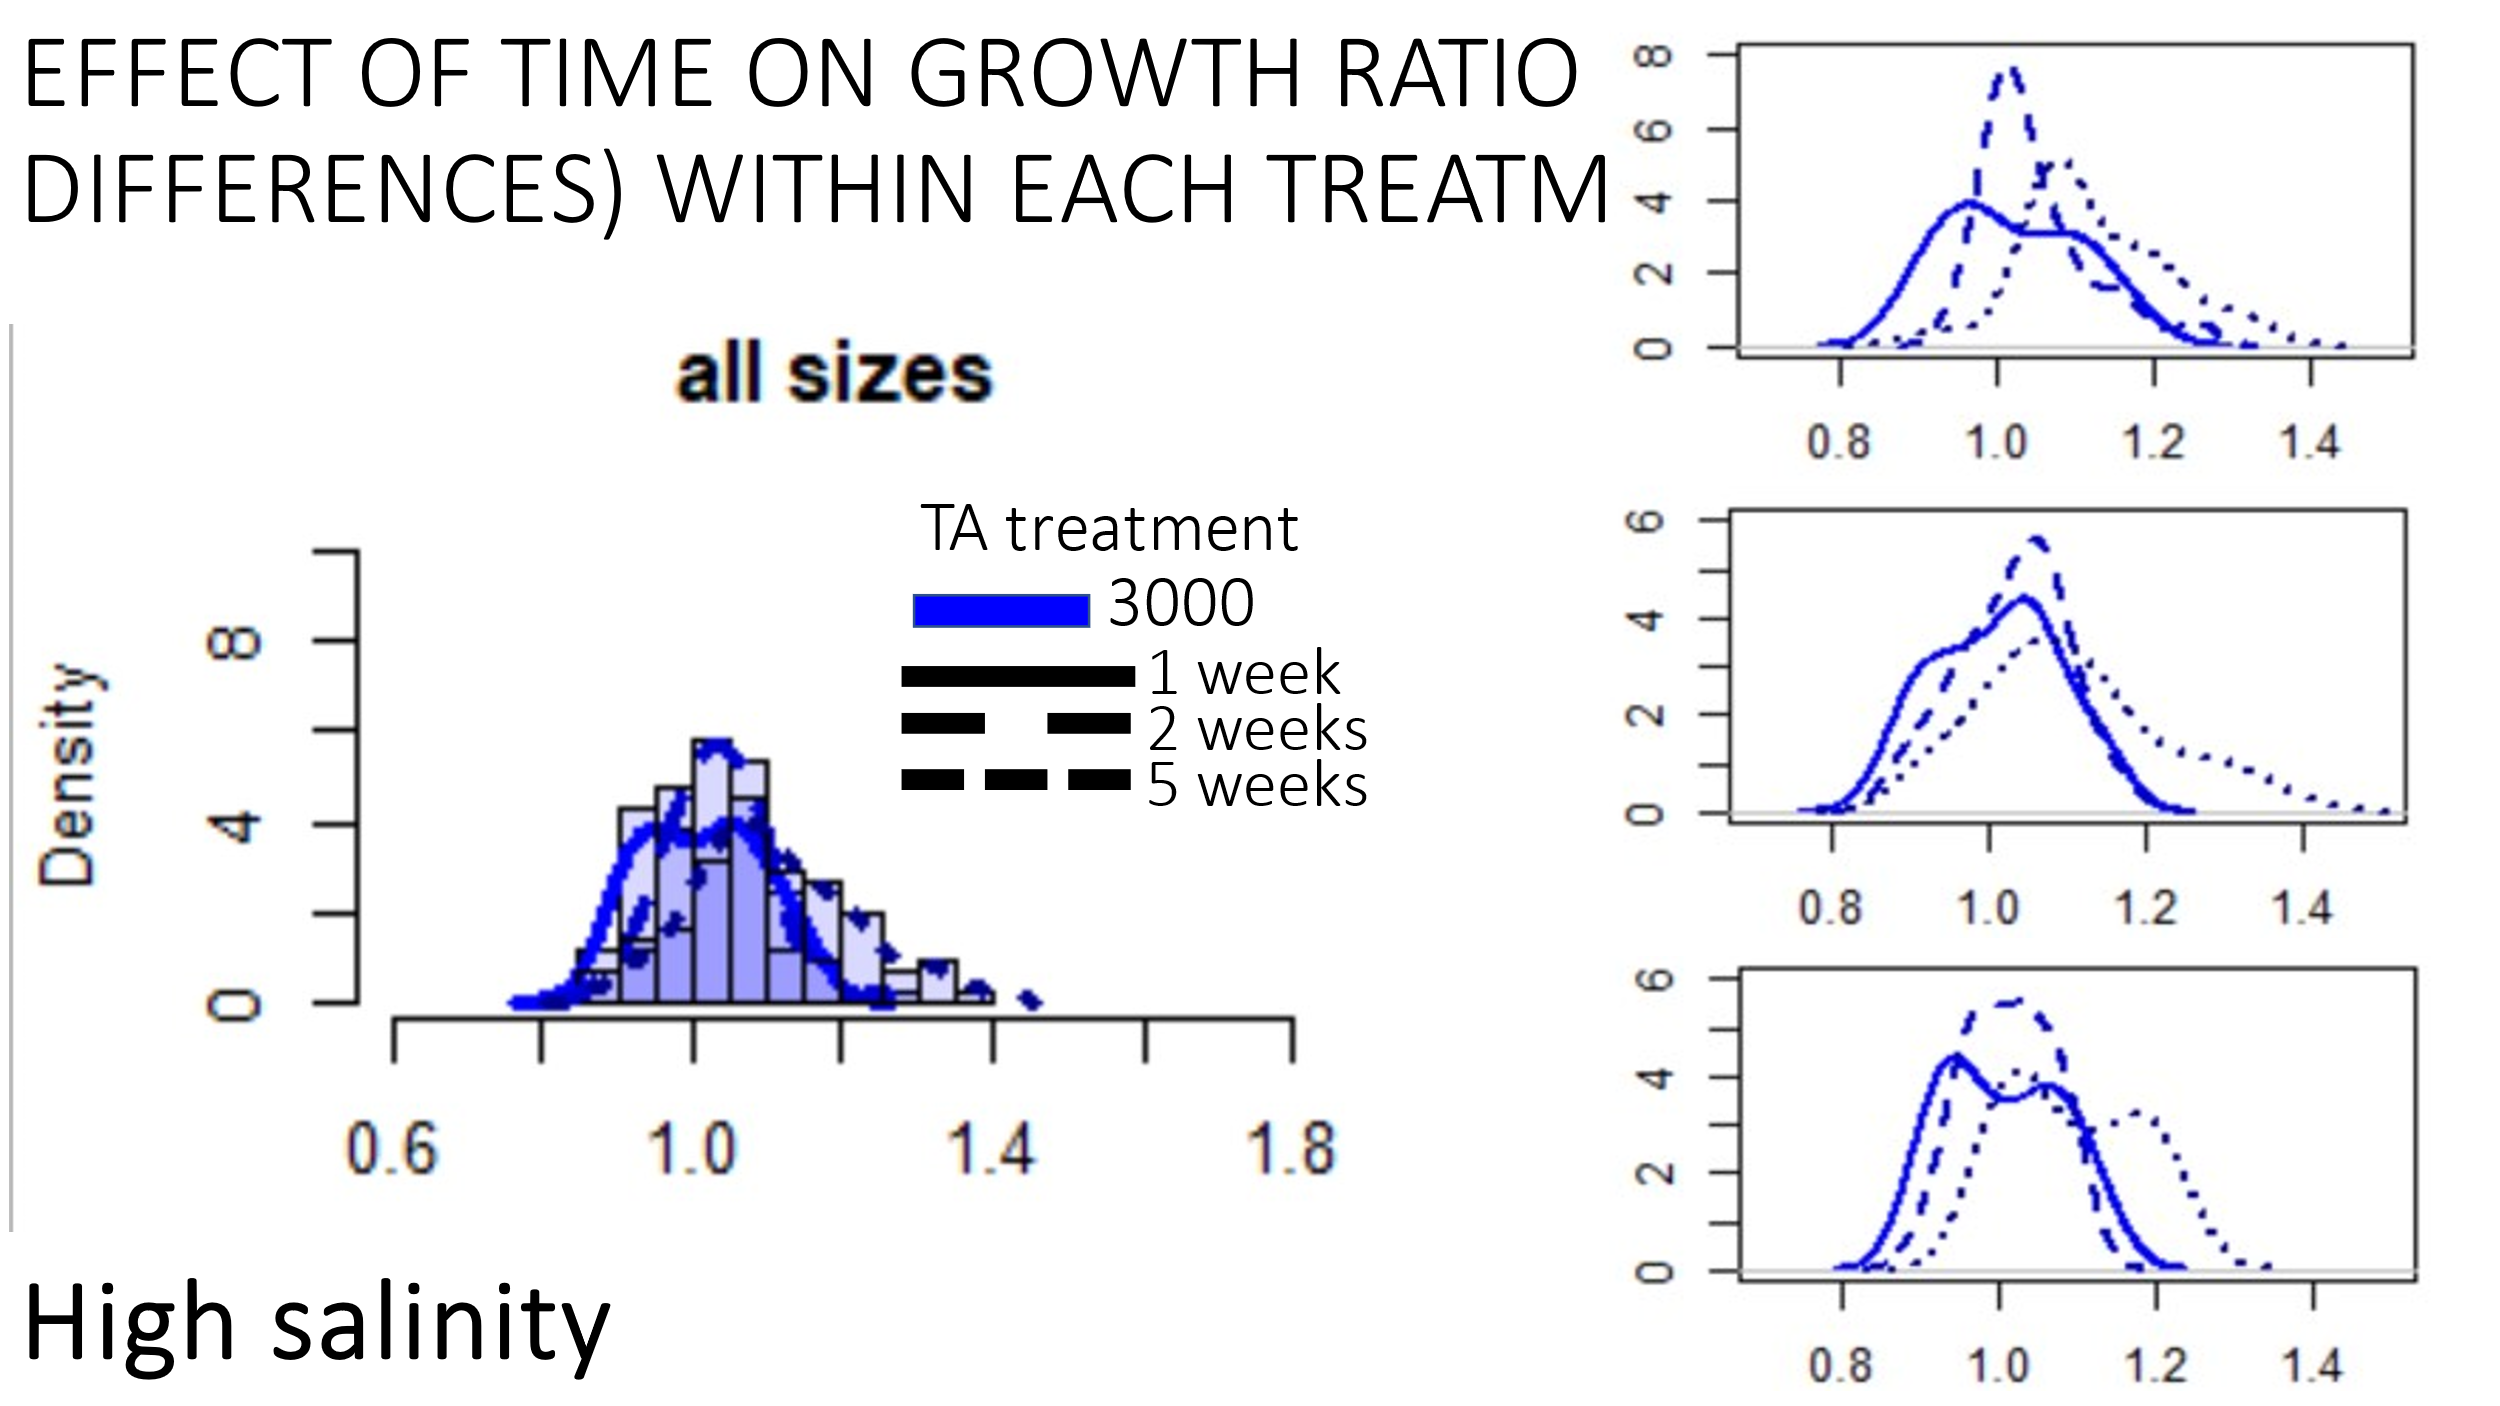 EFFECT OF TIME ON GROWTH RATIO
DIFFERENCES) WITHIN EACH TREATM
all sizes
Density
8
4
0
0.6 1.0 1.4 1.8
TA treatment
3000
1 week
2 weeks
5 weeks
High salinity
8
6
4
2
0
0.8 1.0 1.2 1.4
6
4
2
0
0.8 1.0 1.2 1.4
6
4
2
0
0.8 1.0 1.2 1.4